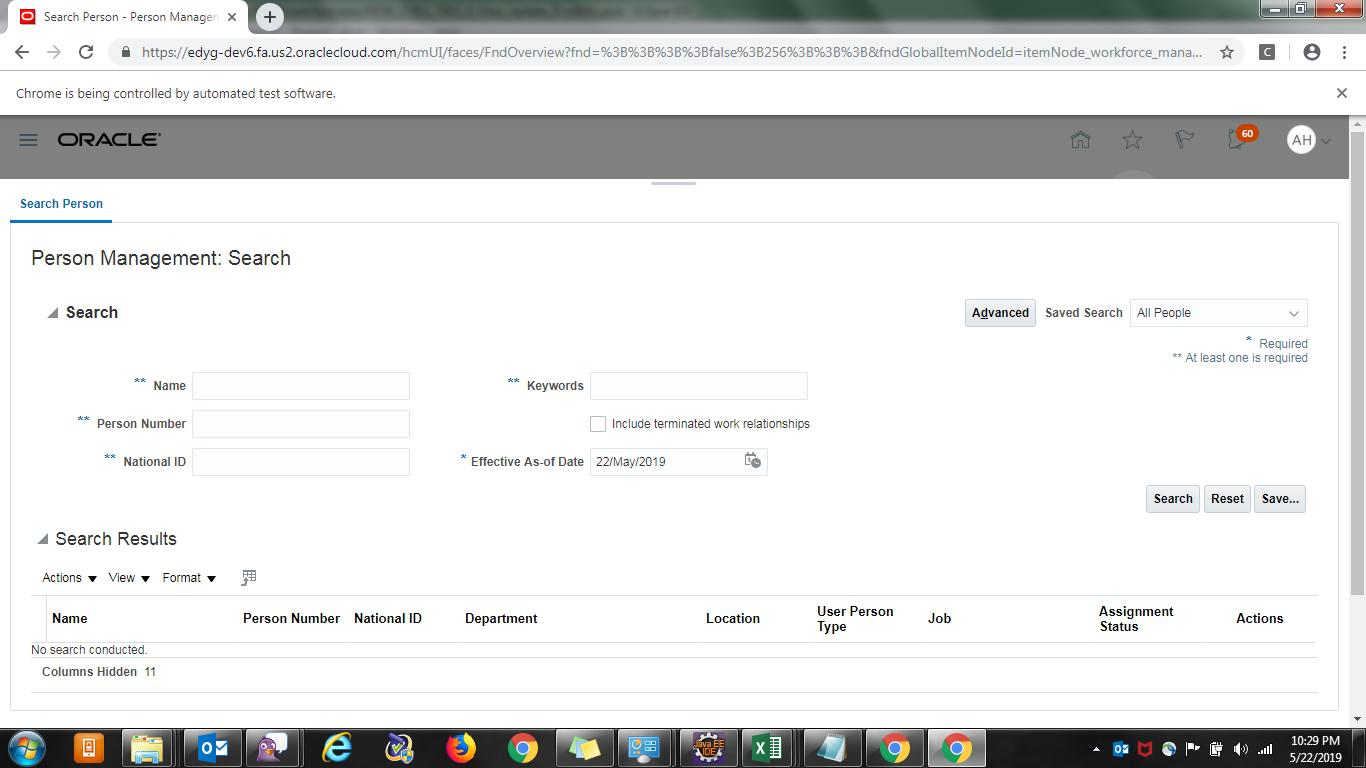 Search Person - Person Managem
https://edyg-dev6.fa.us2.oraclecloud.com/hcmUI/faces/FndOverview?fnd=%3B%3B%3B%3Bfalse%3B256%3B%3B%3B&fndGlobalItemNodeId=itemNode_workforce_mana...
C
Chrome is being controlled by automated test software.
ORACLE
60
AH
Search Person
Person Management: Search
Search
Advanced Saved Search All People
* Required
** At least one is required
** Name
** Keywords
** Person Number
Include terminated work relationships
** National ID
* Effective As-of Date 22/May/2019
Search Reset Save...
Search Results
Actions View Format
Name Person Number National ID Department Location User Person Type Job Assignment Status Actions
No search conducted.
Columns Hidden 11
Java EE
IDE
10:29 PM
5/22/2019